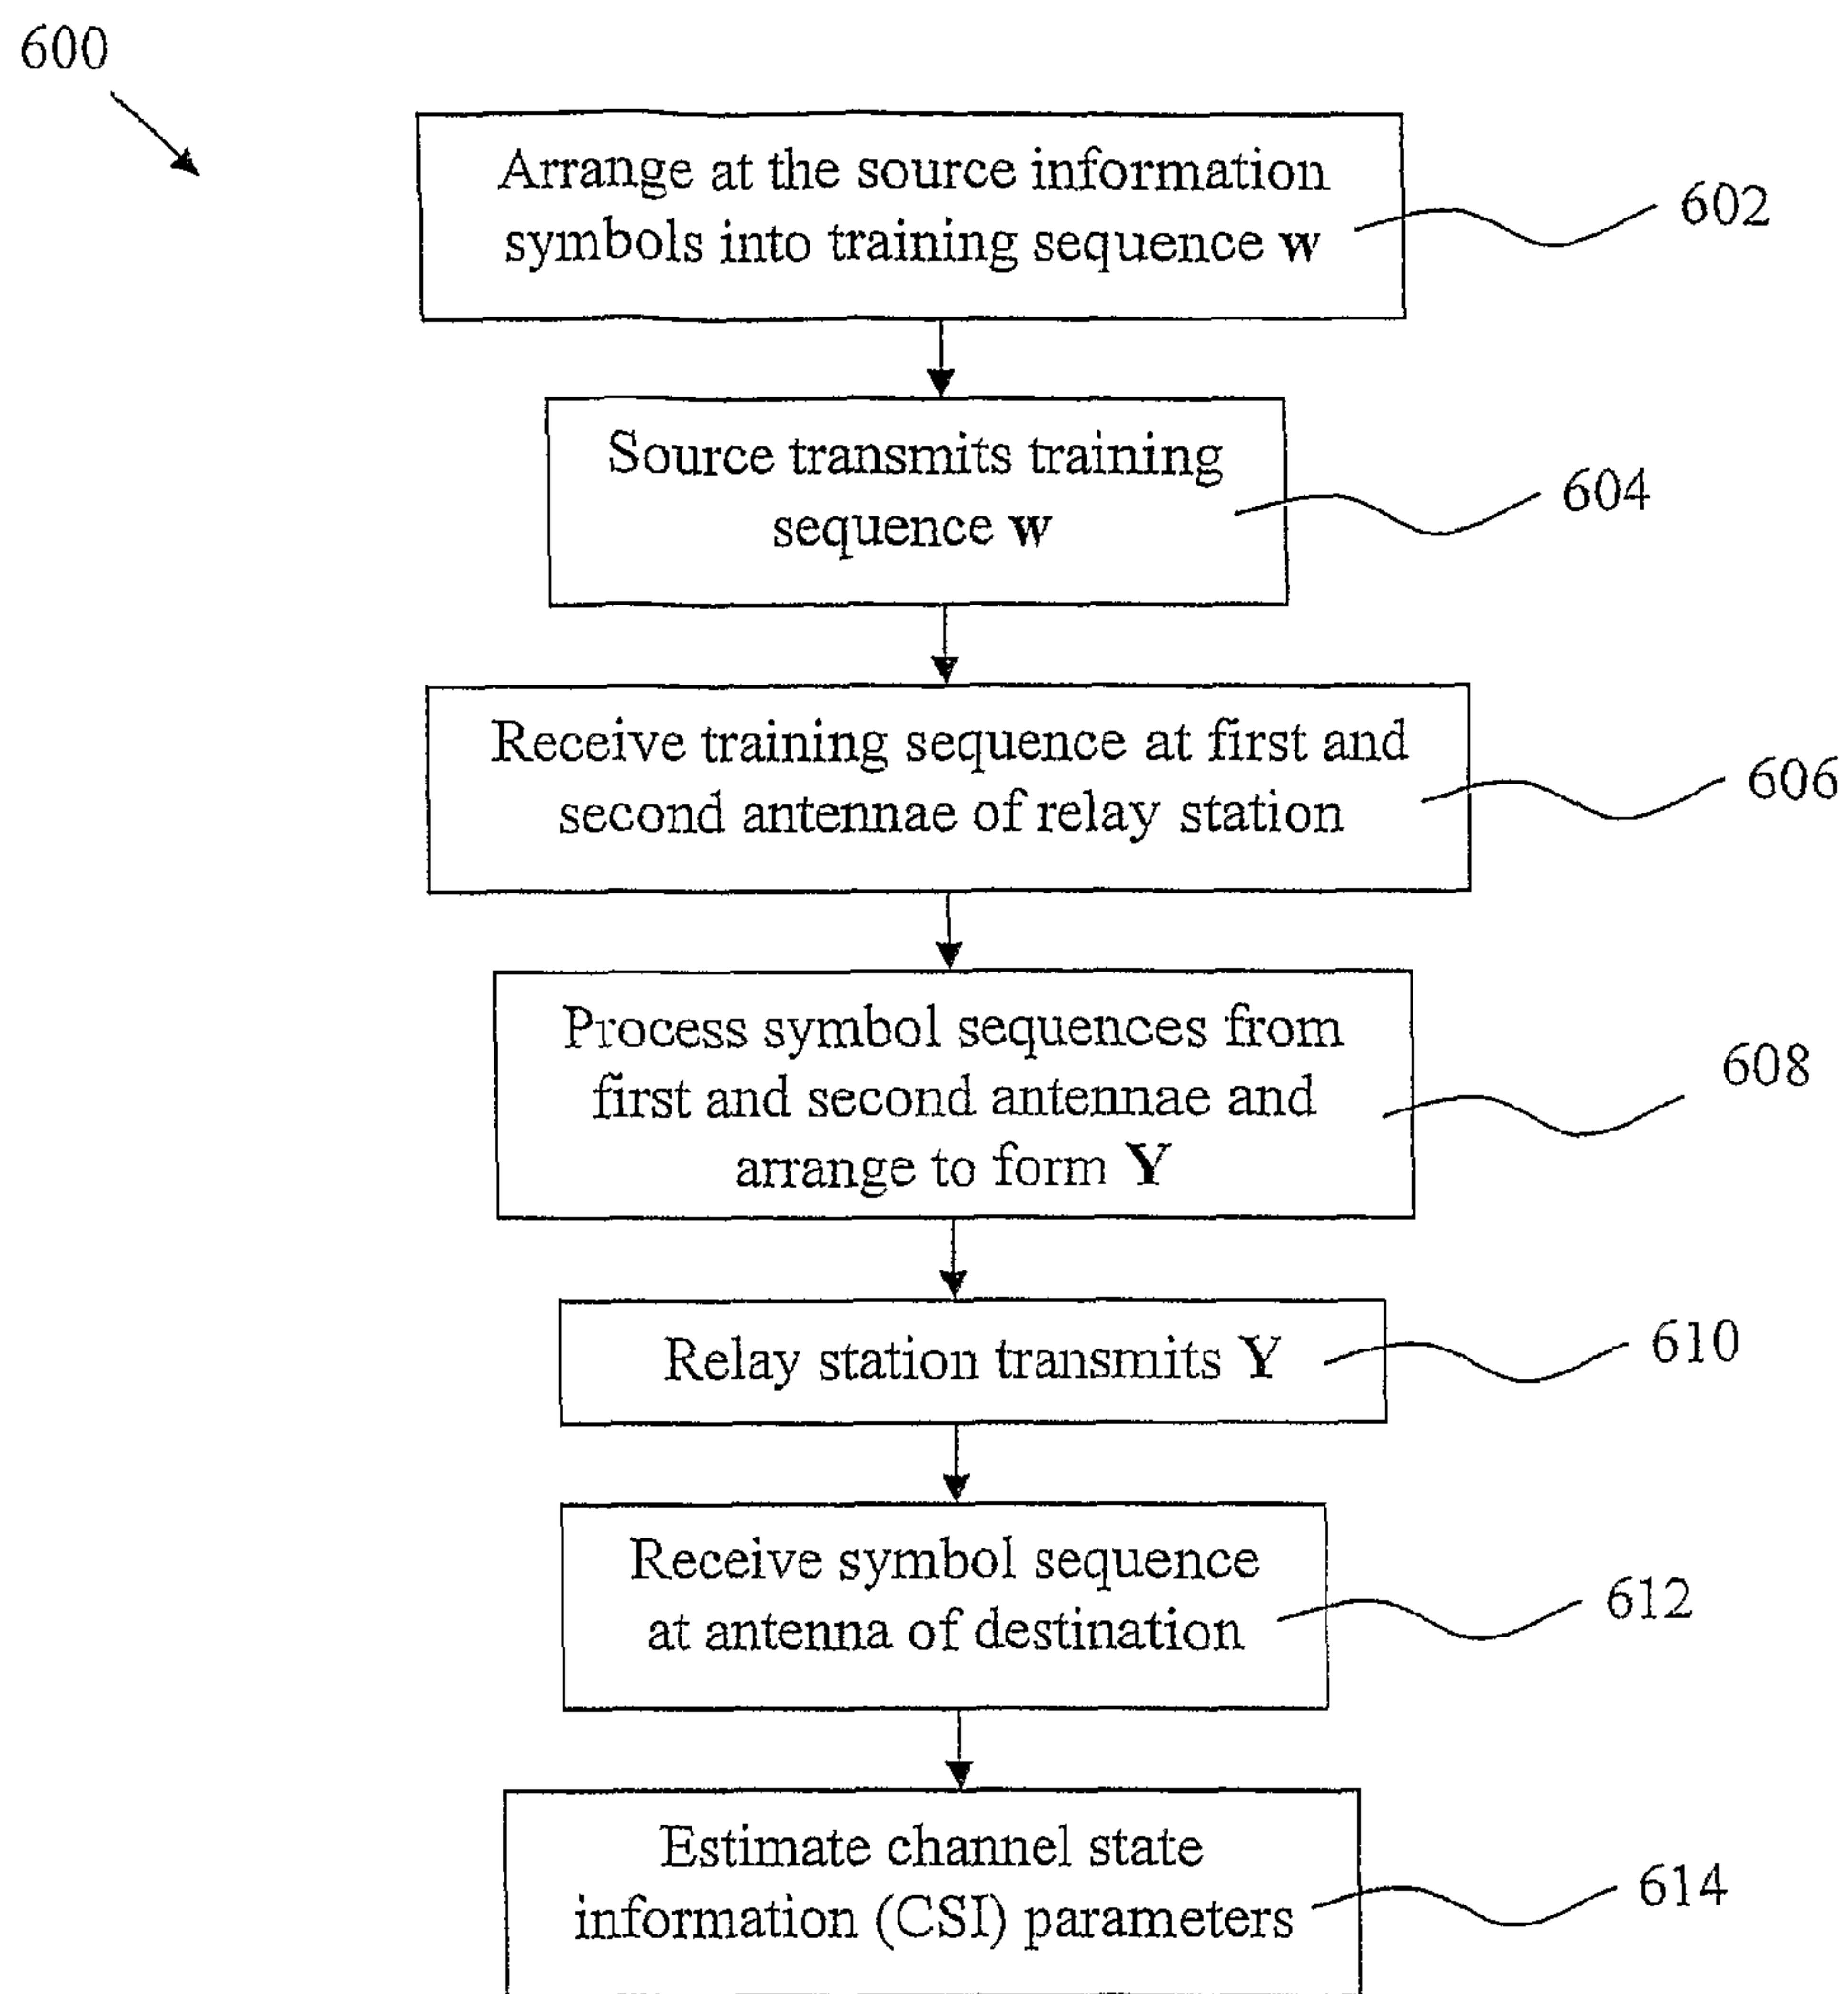 600
Arrange at the source information
symbols into training sequence w
602
Source transmits training
sequence w
604
Receive training sequence at first and
second antennae of relay station
606
Process symbol sequences from
first and second antennae and
arrange to form Y
608
Relay station transmits Y
610
Receive symbol sequence
at antenna of destination
612
Estimate channel state
information (CSI) parameters
614